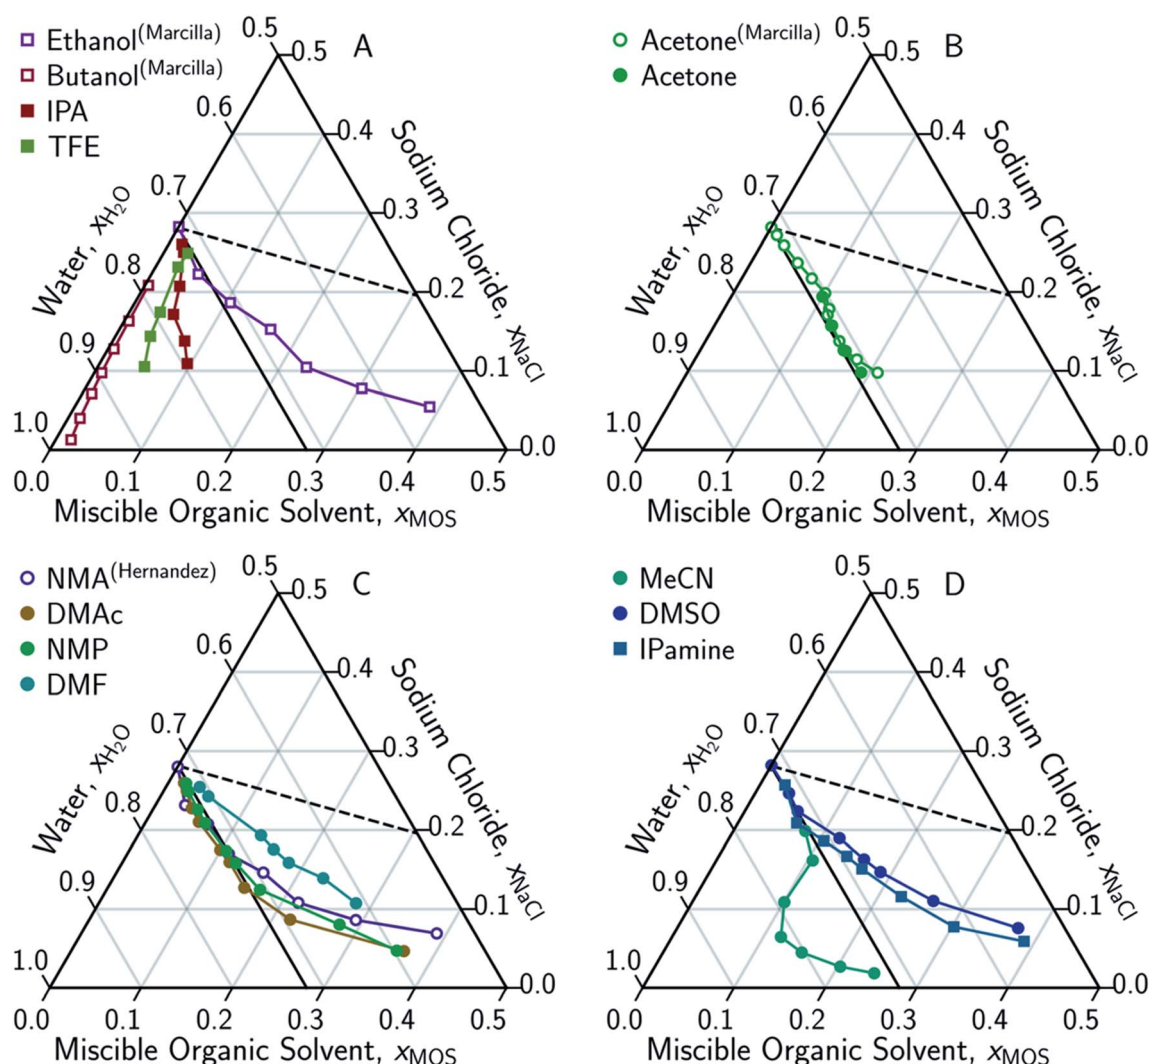 A
Ethanol(Marcilla)
Butanol(Marcilla)
IPA
TFE
0.5
0.6
0.7
0.8
0.9
1.0
Water, xH2O
0.5
0.4
0.3
0.2
0.1
0.0
Sodium Chloride, xNaCl
0.0 0.1 0.2 0.3 0.4 0.5
Miscible Organic Solvent, xMOS
B
Acetone(Marcilla)
Acetone
0.5
0.6
0.7
0.8
0.9
1.0
Water, xH2O
0.5
0.4
0.3
0.2
0.1
0.0
Sodium Chloride, xNaCl
0.0 0.1 0.2 0.3 0.4 0.5
Miscible Organic Solvent, xMOS
C
NMA(Hernandez)
DMAc
NMP
DMF
0.5
0.6
0.7
0.8
0.9
1.0
Water, xH2O
0.5
0.4
0.3
0.2
0.1
0.0
Sodium Chloride, xNaCl
0.0 0.1 0.2 0.3 0.4 0.5
Miscible Organic Solvent, xMOS
D
MeCN
DMSO
IPamine
0.5
0.6
0.7
0.8
0.9
1.0
Water, xH2O
0.5
0.4
0.3
0.2
0.1
0.0
Sodium Chloride, xNaCl
0.0 0.1 0.2 0.3 0.4 0.5
Miscible Organic Solvent, xMOS